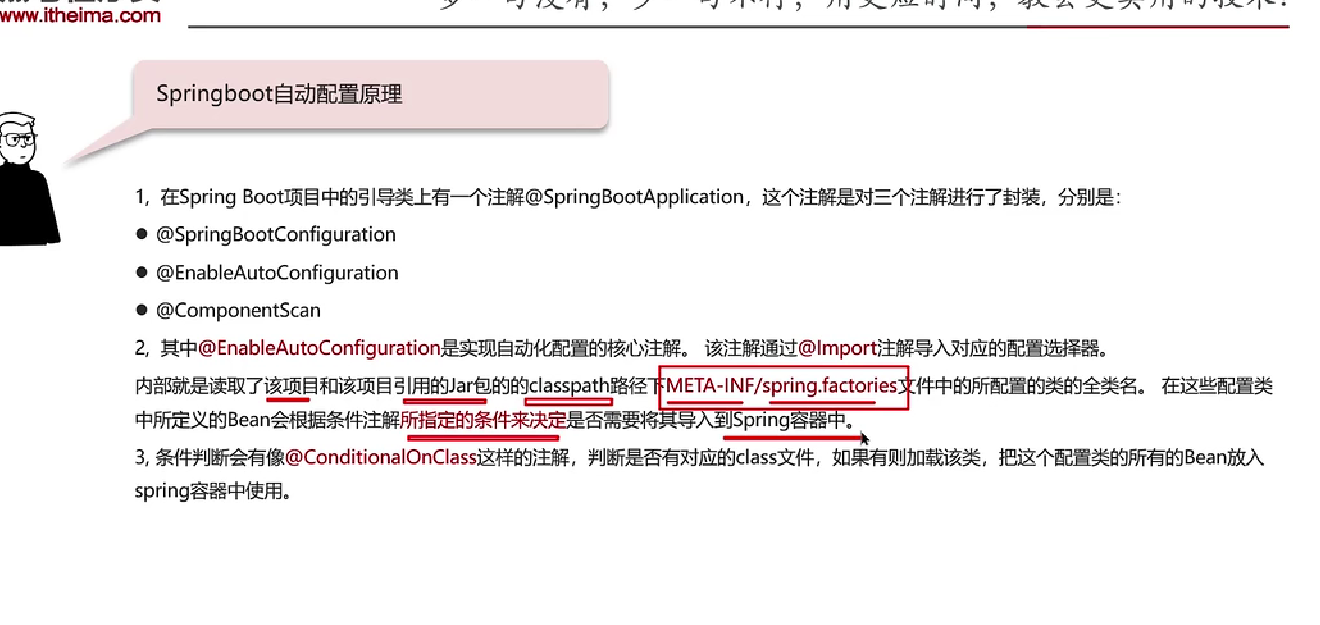 www.itheima.com
Springboot自动配置原理
1, 在Spring Boot项目中的引导类上有一个注解@SpringBootApplication，这个注解是对三个注解进行了封装，分别是：
● @SpringBootConfiguration
● @EnableAutoConfiguration
● @ComponentScan
2, 其中@EnableAutoConfiguration是实现自动化配置的核心注解。 该注解通过@Import注解导入对应的配置选择器。
内部就是读取了该项目和该项目引用的Jar包的的classpath路径下META-INF/spring.factories文件中的所配置的类的全类名。 在这些配置类
中所定义的Bean会根据条件注解所指定的条件来决定是否需要将其导入到Spring容器中。
3, 条件判断会有像@ConditionalOnClass这样的注解，判断是否有对应的class文件，如果有则加载该类，把这个配置类的所有的Bean放入
spring容器中使用。